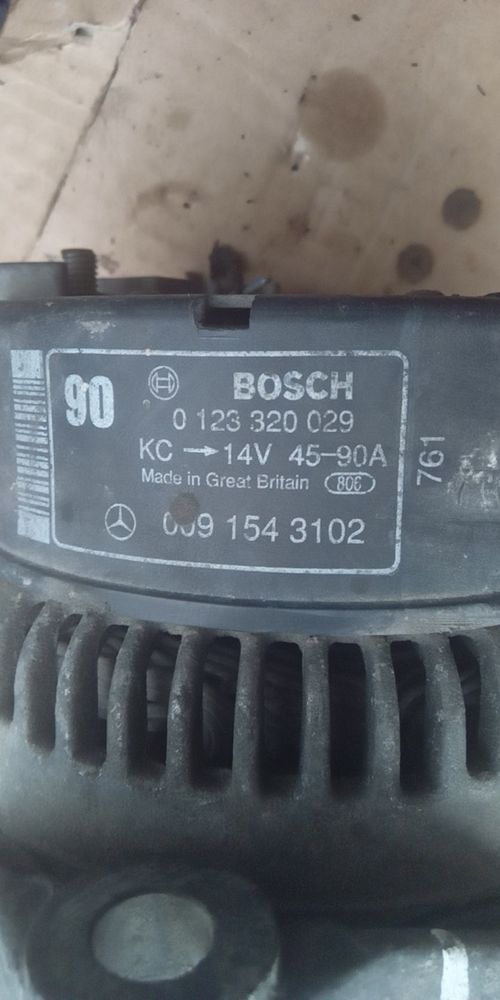 90
BOSCH
0 123 320 029
KC → 14V 45-90A
Made in Great Britain 806
009 154 3102
761